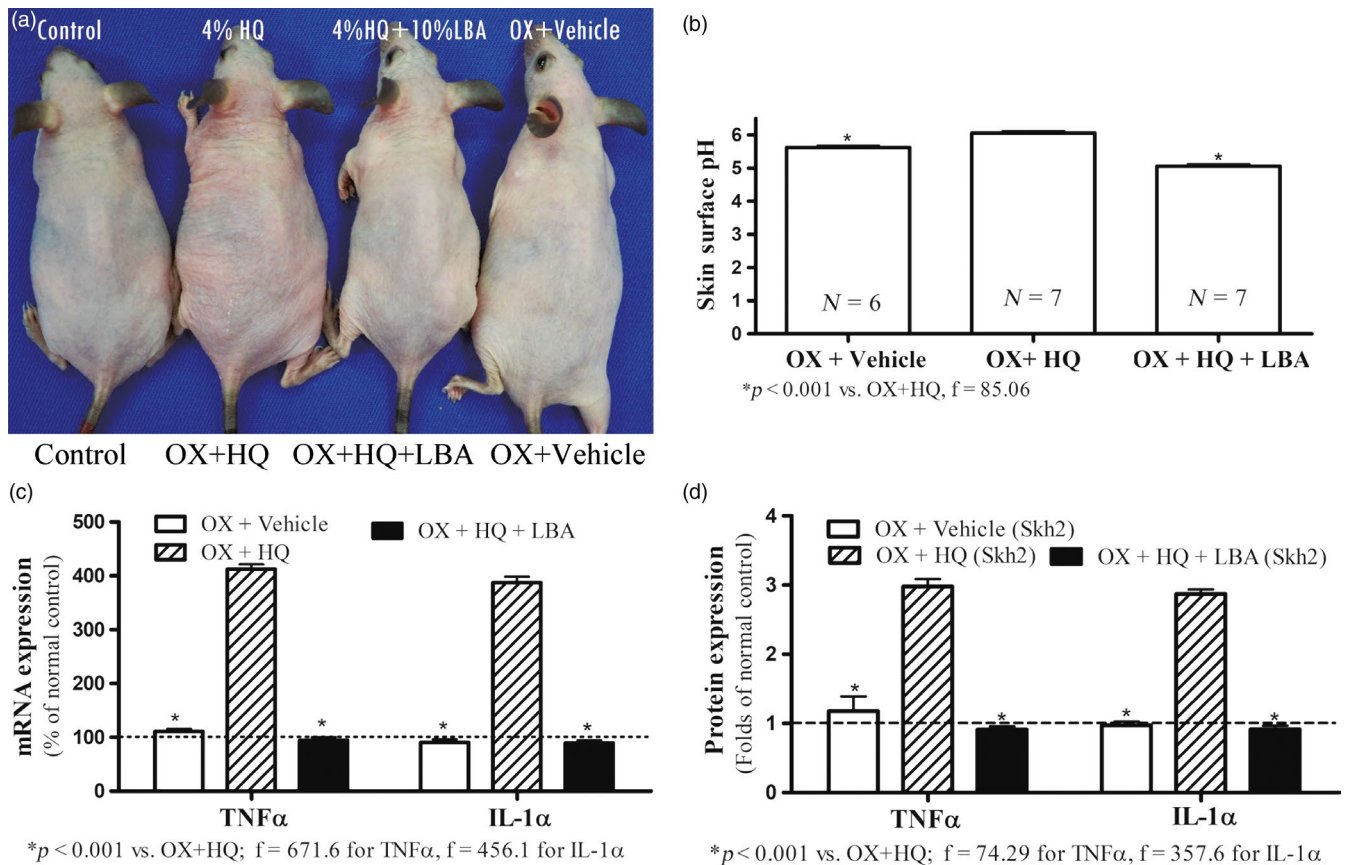 (a)
Control 4% HQ 4%HQ+10%LBA OX+Vehicle
Control OX+HQ OX+HQ+LBA OX+Vehicle
(b)
Skin surface pH
6
5
4
3
2
1
0
N = 6 N = 7 N = 7
* *
OX + Vehicle OX+ HQ OX + HQ + LBA
*p < 0.001 vs. OX+HQ, f = 85.06
(c)
mRNA expression
(% of normal control)
500
400
300
200
100
0
OX + Vehicle OX + HQ + LBA
OX + HQ
* * * *
TNFα IL-1α
*p < 0.001 vs. OX+HQ; f = 671.6 for TNFα, f = 456.1 for IL-1α
(d)
Protein expression
(Folds of normal control)
4
3
2
1
0
OX + Vehicle (Skh2)
OX + HQ (Skh2) OX + HQ + LBA (Skh2)
* * * *
TNFα IL-1α
*p < 0.001 vs. OX+HQ; f = 74.29 for TNFα, f = 357.6 for IL-1α